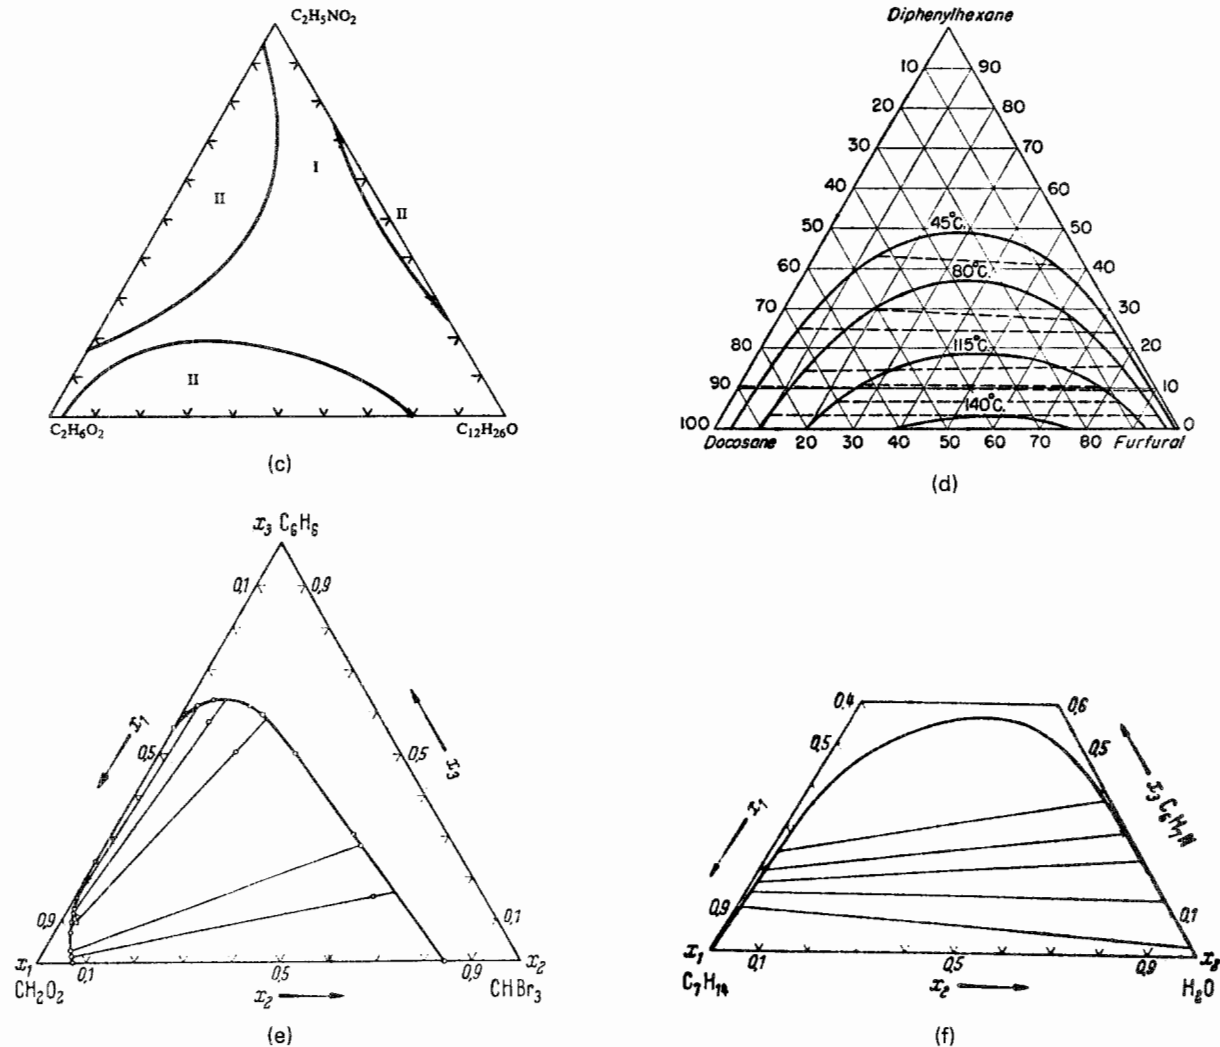 C₂H₅NO₂
I
II
II
II
C₂H₆O₂
C₁₂H₂₆O
(c)
Diphenylhexane
10 90
20 80
30 70
40 60
50 50
45°C.
60 40
80°C.
70 30
80 20
115°C.
90 10
140°C.
100 0
Docosane 20 30 40 50 60 70 80 Furfural
(d)
x₃ C₆H₆
0,1 0,9
x₁
0,5 0,5
x₃
0,9 0,1
x₁ 0,1 0,5 0,9 x₂
CH₂O₂ x₂ CHBr₃
(e)
0,4 0,6
0,5 0,5
x₁
x₃ C₆H₇N
0,9 0,1
x₁ 0,1 0,5 0,9 x₈
C₇H₁₄ x₂ H₂O
(f)